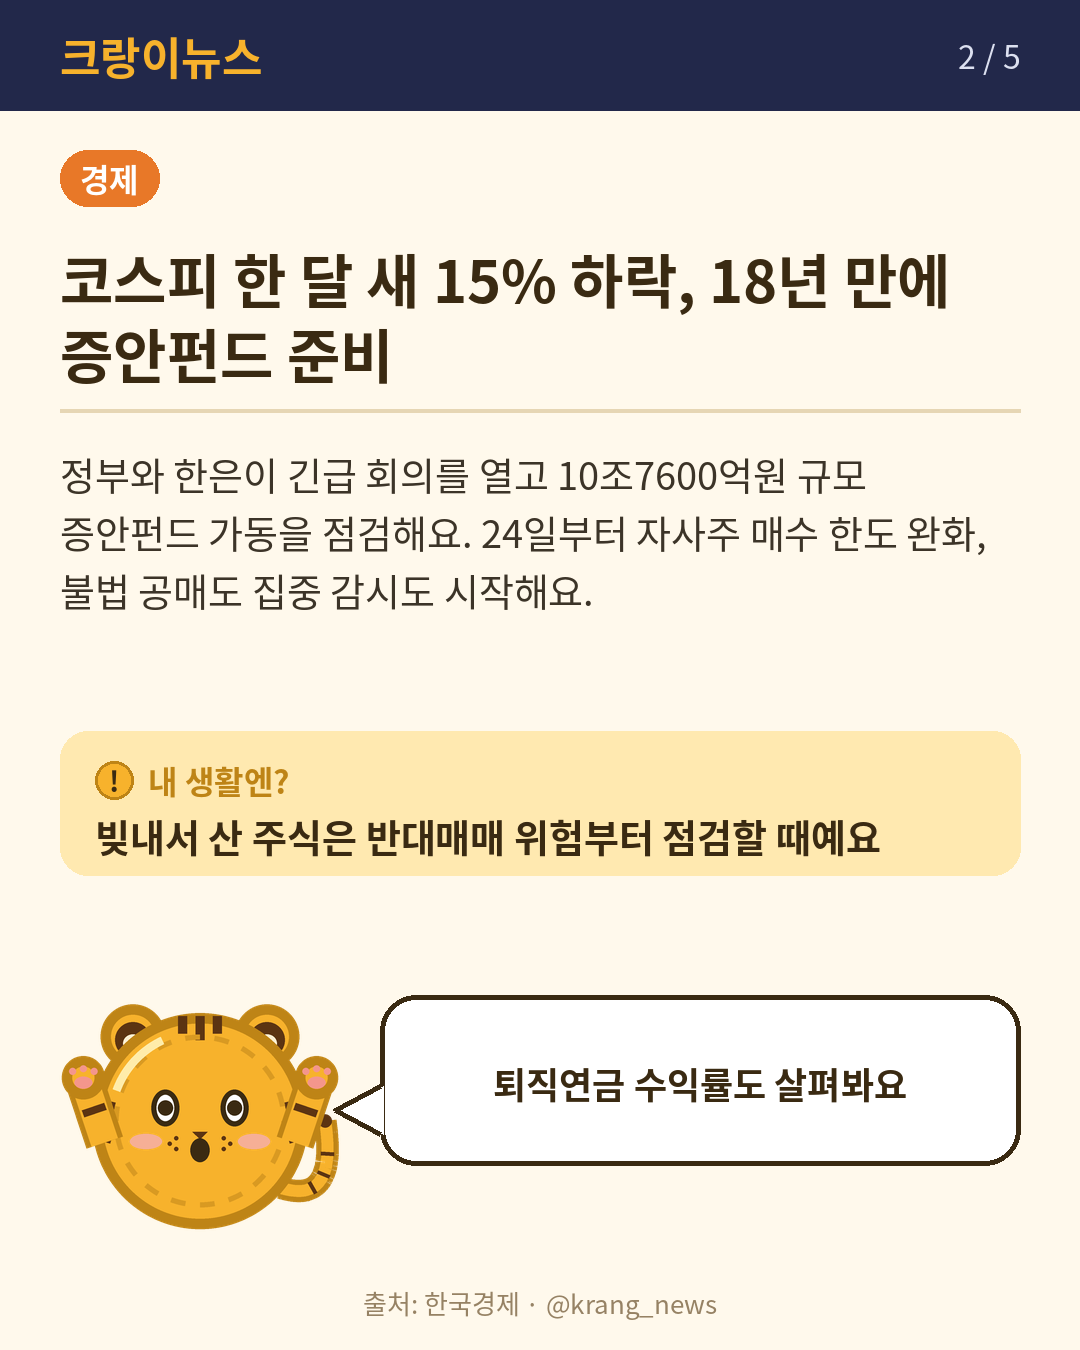 크랑이뉴스
2 / 5
경제
코스피 한 달 새 15% 하락, 18년 만에
증안펀드 준비
정부와 한은이 긴급 회의를 열고 10조7600억원 규모
증안펀드 가동을 점검해요. 24일부터 자사주 매수 한도 완화,
불법 공매도 집중 감시도 시작해요.
! 내 생활엔?
빚내서 산 주식은 반대매매 위험부터 점검할 때예요
퇴직연금 수익률도 살펴봐요
출처: 한국경제 · @krang_news